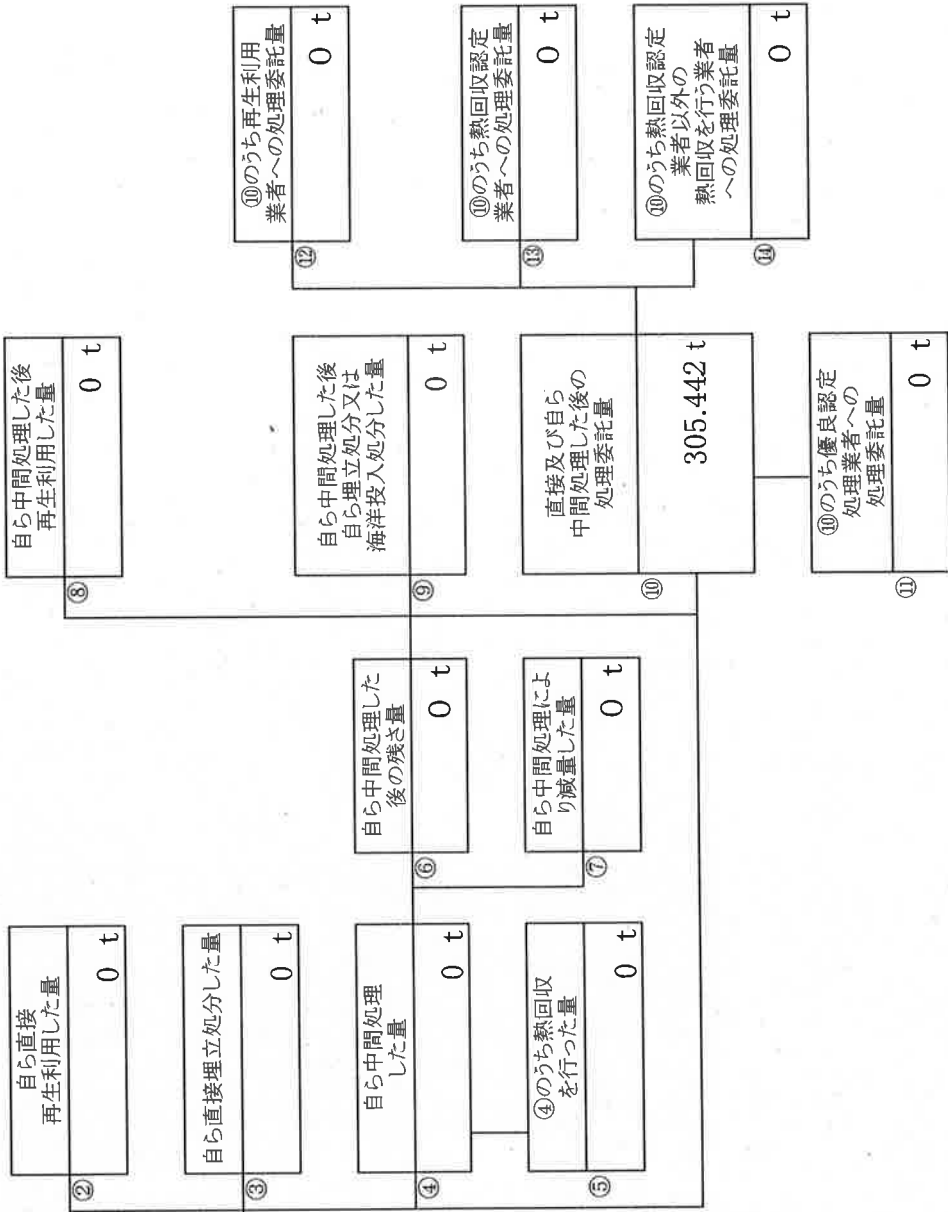 ②
自ら直接
再生利用した量
0 t
③
自ら直接埋立処分した量
0 t
④
自ら中間処理
した量
0 t
⑤
④のうち熱回収
を行った量
0 t
⑥
自ら中間処理した
後の残さ量
0 t
⑦
自ら中間処理によ
り減量した量
0 t
⑧
自ら中間処理した後
再生利用した量
0 t
⑨
自ら中間処理した後
自ら埋立処分又は
海洋投入処分した量
0 t
⑩
直接及び自ら
中間処理した後の
処理委託量
305.442 t
⑪
⑩のうち優良認定
処理業者への
処理委託量
0 t
⑫
⑩のうち再生利用
業者への処理委託量
0 t
⑬
⑩のうち熱回収認定
業者への処理委託量
0 t
⑭
⑩のうち熱回収認定
業者以外の
熱回収を行う業者
への処理委託量
0 t